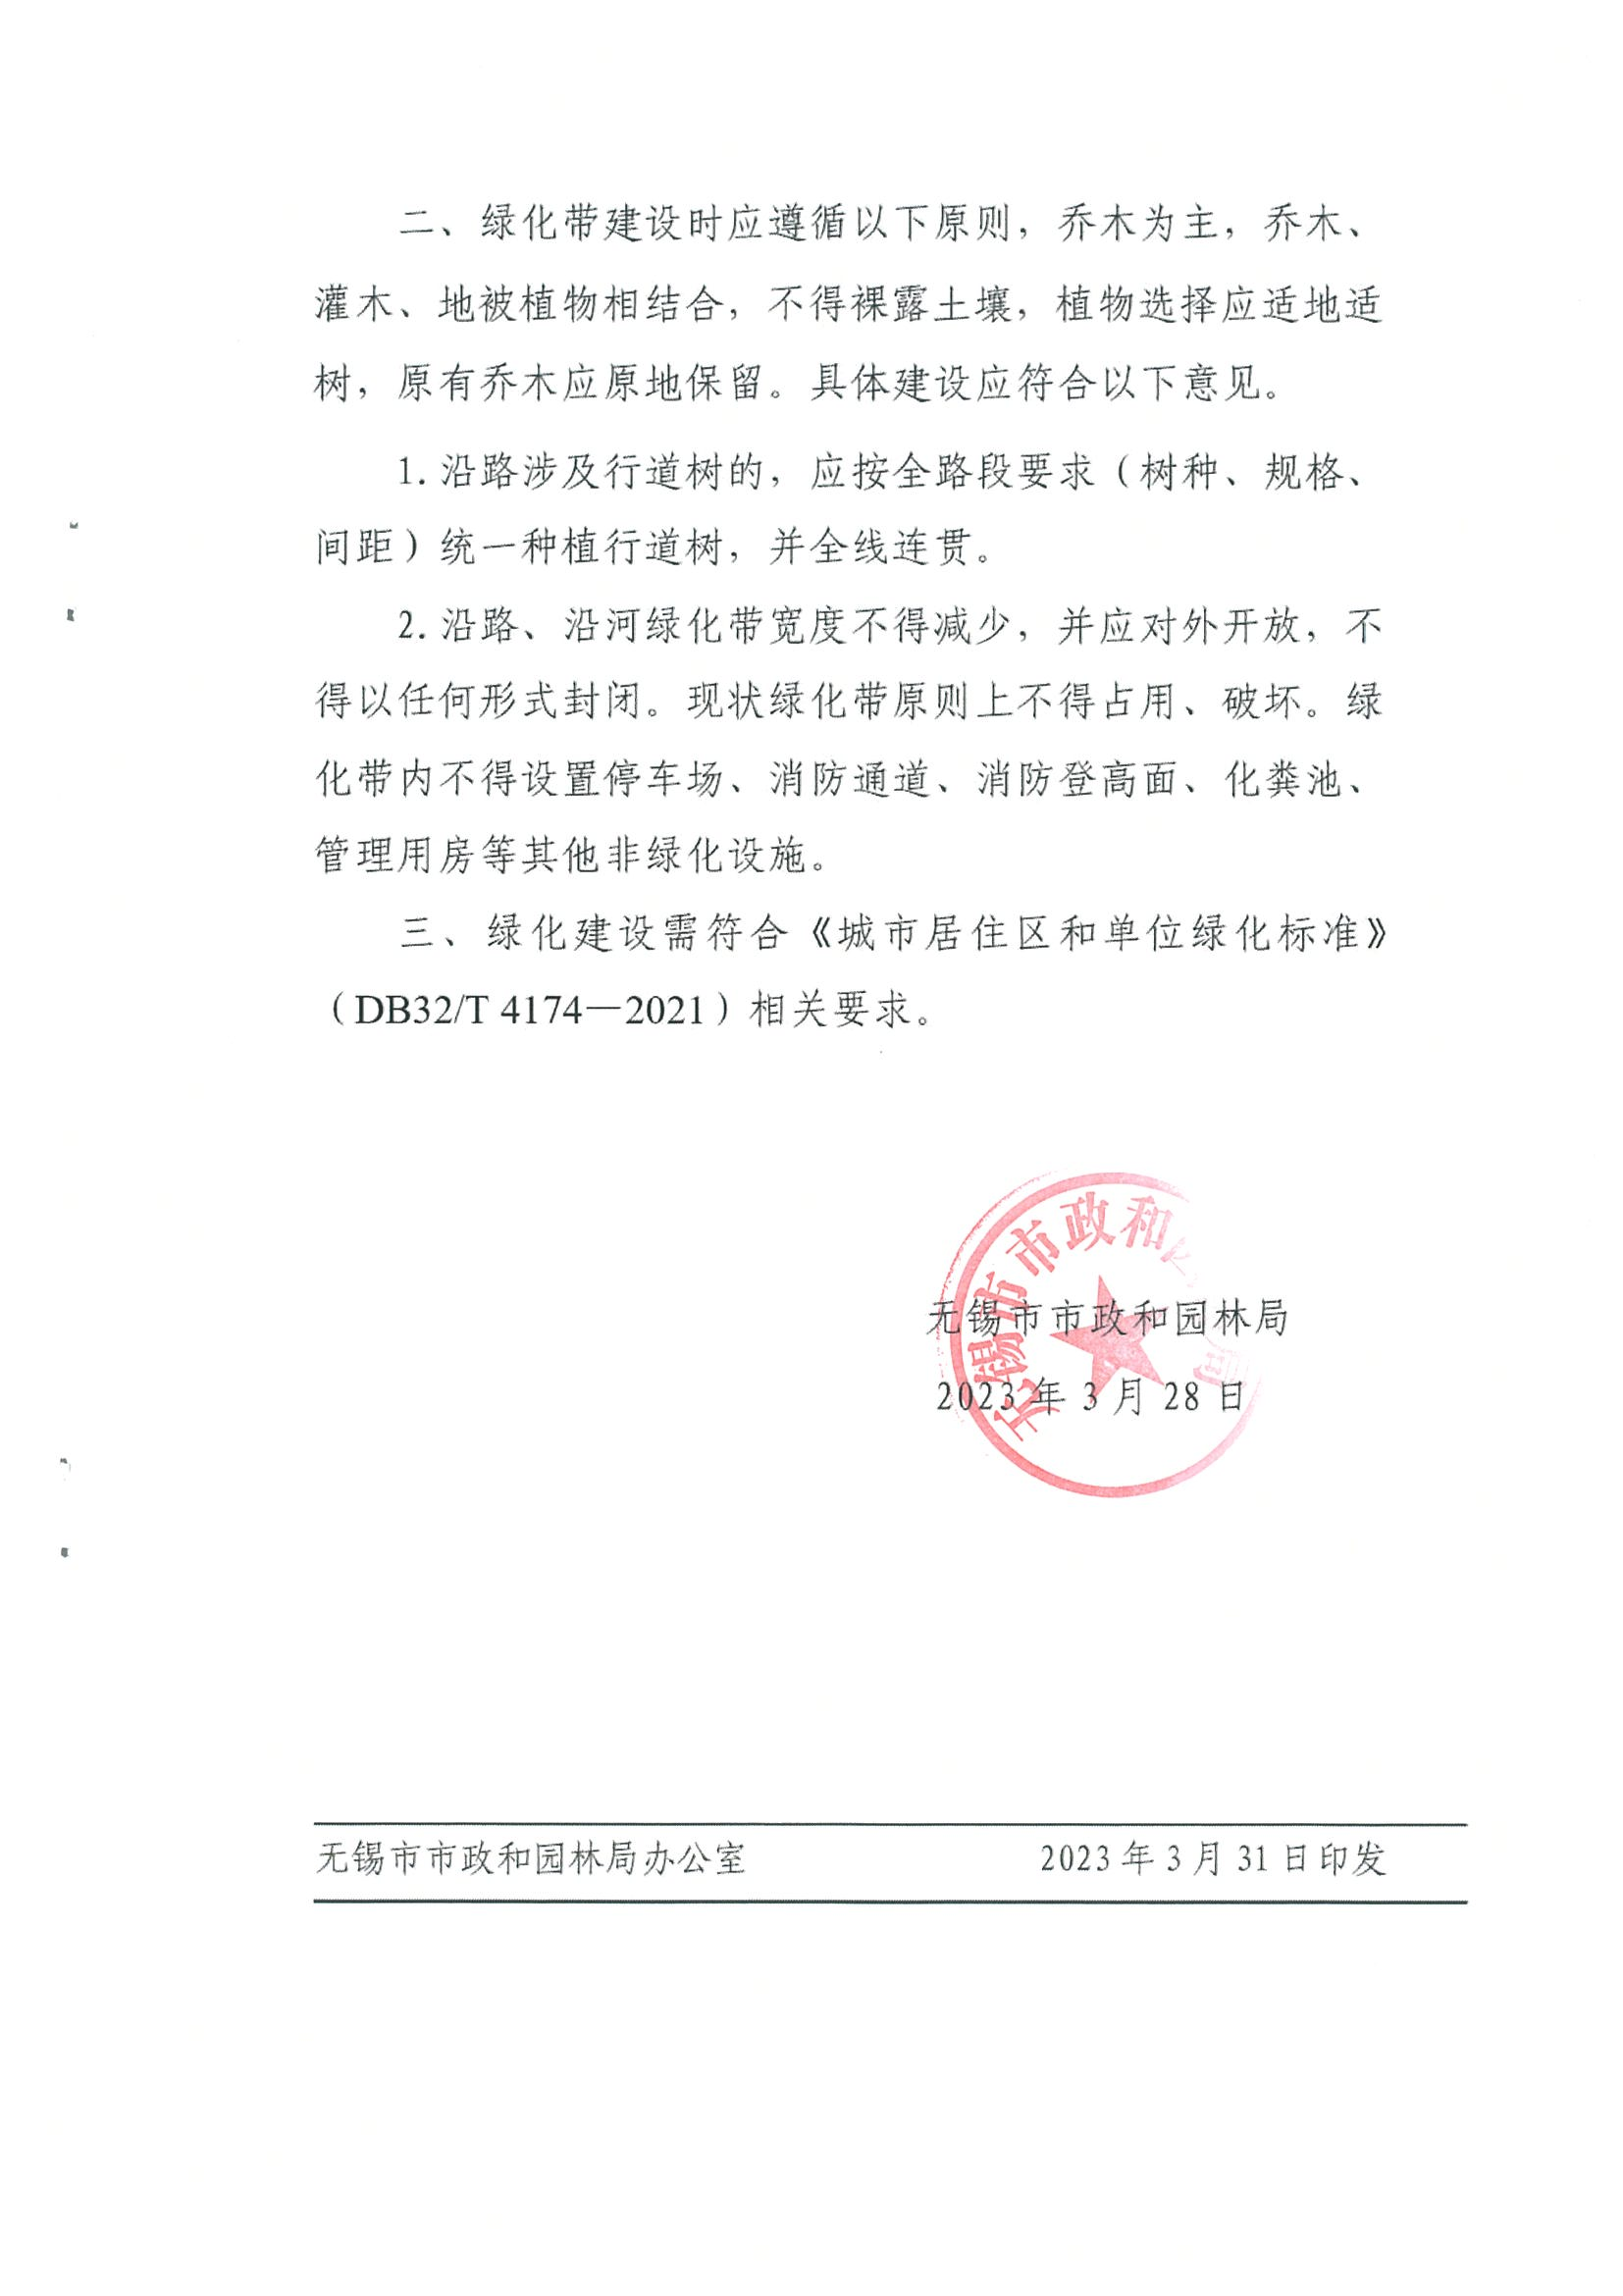 二、绿化带建设时应遵循以下原则，乔木为主，乔木、
灌木、地被植物相结合，不得裸露土壤，植物选择应适地适
树，原有乔木应原地保留。具体建设应符合以下意见。
1.沿路涉及行道树的，应按全路段要求（树种、规格、
间距）统一种植行道树，并全线连贯。
2.沿路、沿河绿化带宽度不得减少，并应对外开放，不
得以任何形式封闭。现状绿化带原则上不得占用、破坏。绿
化带内不得设置停车场、消防通道、消防登高面、化粪池、
管理用房等其他非绿化设施。
三、绿化建设需符合《城市居住区和单位绿化标准》
（DB32/T 4174—2021）相关要求。
无锡市市政和
局
无锡市市政和园林局
2023年3月28日
无锡市市政和园林局办公室 2023年3月31日印发